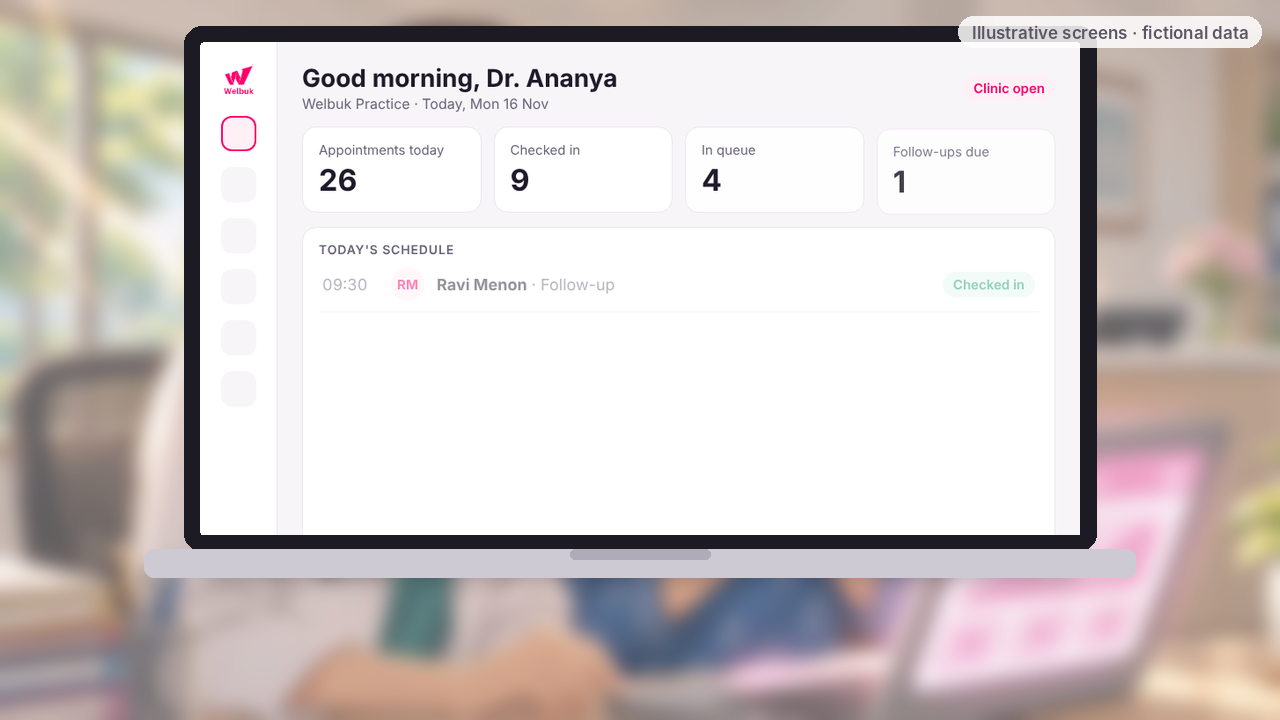 Illustrative screens · fictional data
Welbuk
Good morning, Dr. Ananya
Welbuk Practice · Today, Mon 16 Nov
Clinic open
Appointments today
26
Checked in
9
In queue
4
Follow-ups due
1
TODAY'S SCHEDULE
09:30 RM Ravi Menon · Follow-up Checked in